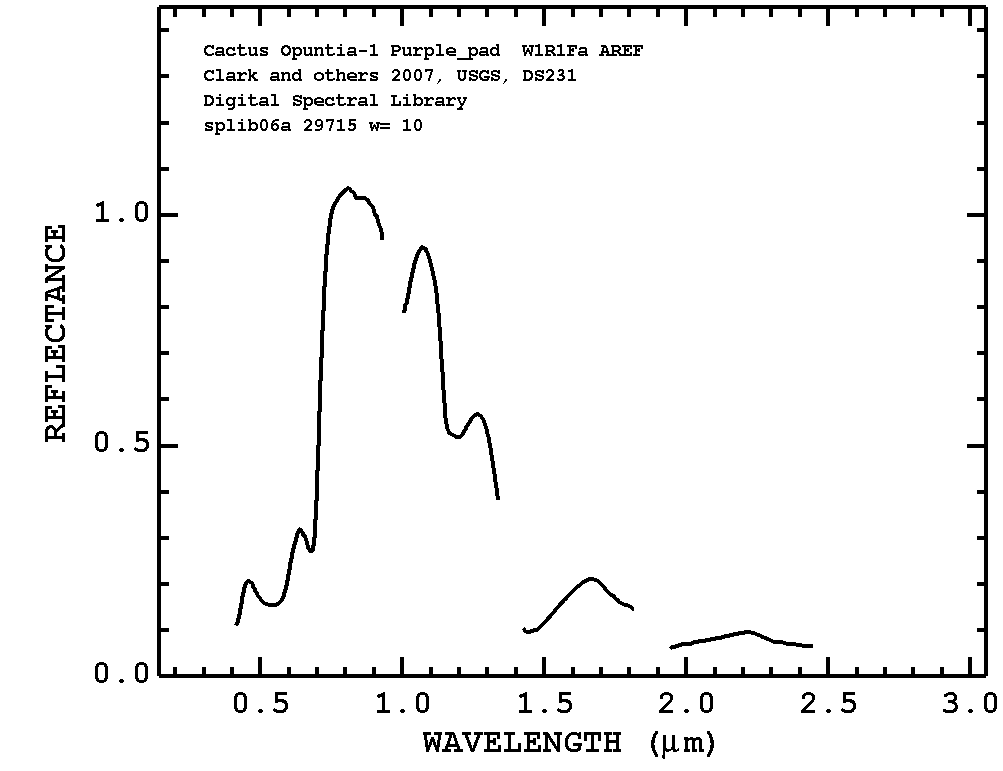 Cactus Opuntia-1 Purple_pad W1R1Fa AREF
Clark and others 2007, USGS, DS231
Digital Spectral Library
splib06a 29715 w= 10
REFLECTANCE
1.0
0.5
0.0
0.5 1.0 1.5 2.0 2.5 3.0
WAVELENGTH (μm)